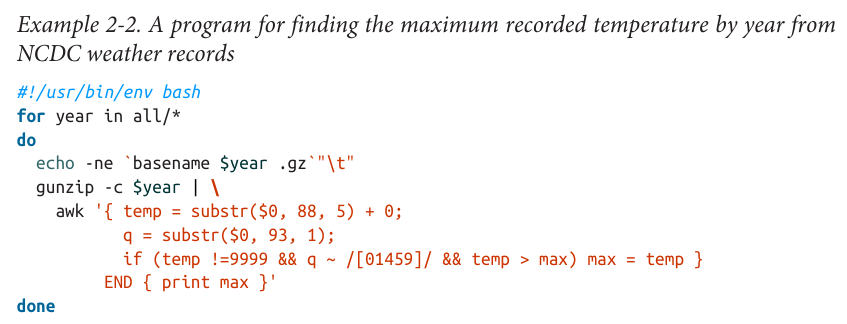 Example 2-2. A program for finding the maximum recorded temperature by year from
NCDC weather records
#!/usr/bin/env bash
for year in all/*
do
  echo -ne `basename $year .gz`"\t"
  gunzip -c $year | \
    awk '{ temp = substr($0, 88, 5) + 0;
           q = substr($0, 93, 1);
           if (temp !=9999 && q ~ /[01459]/ && temp > max) max = temp }
         END { print max }'
done